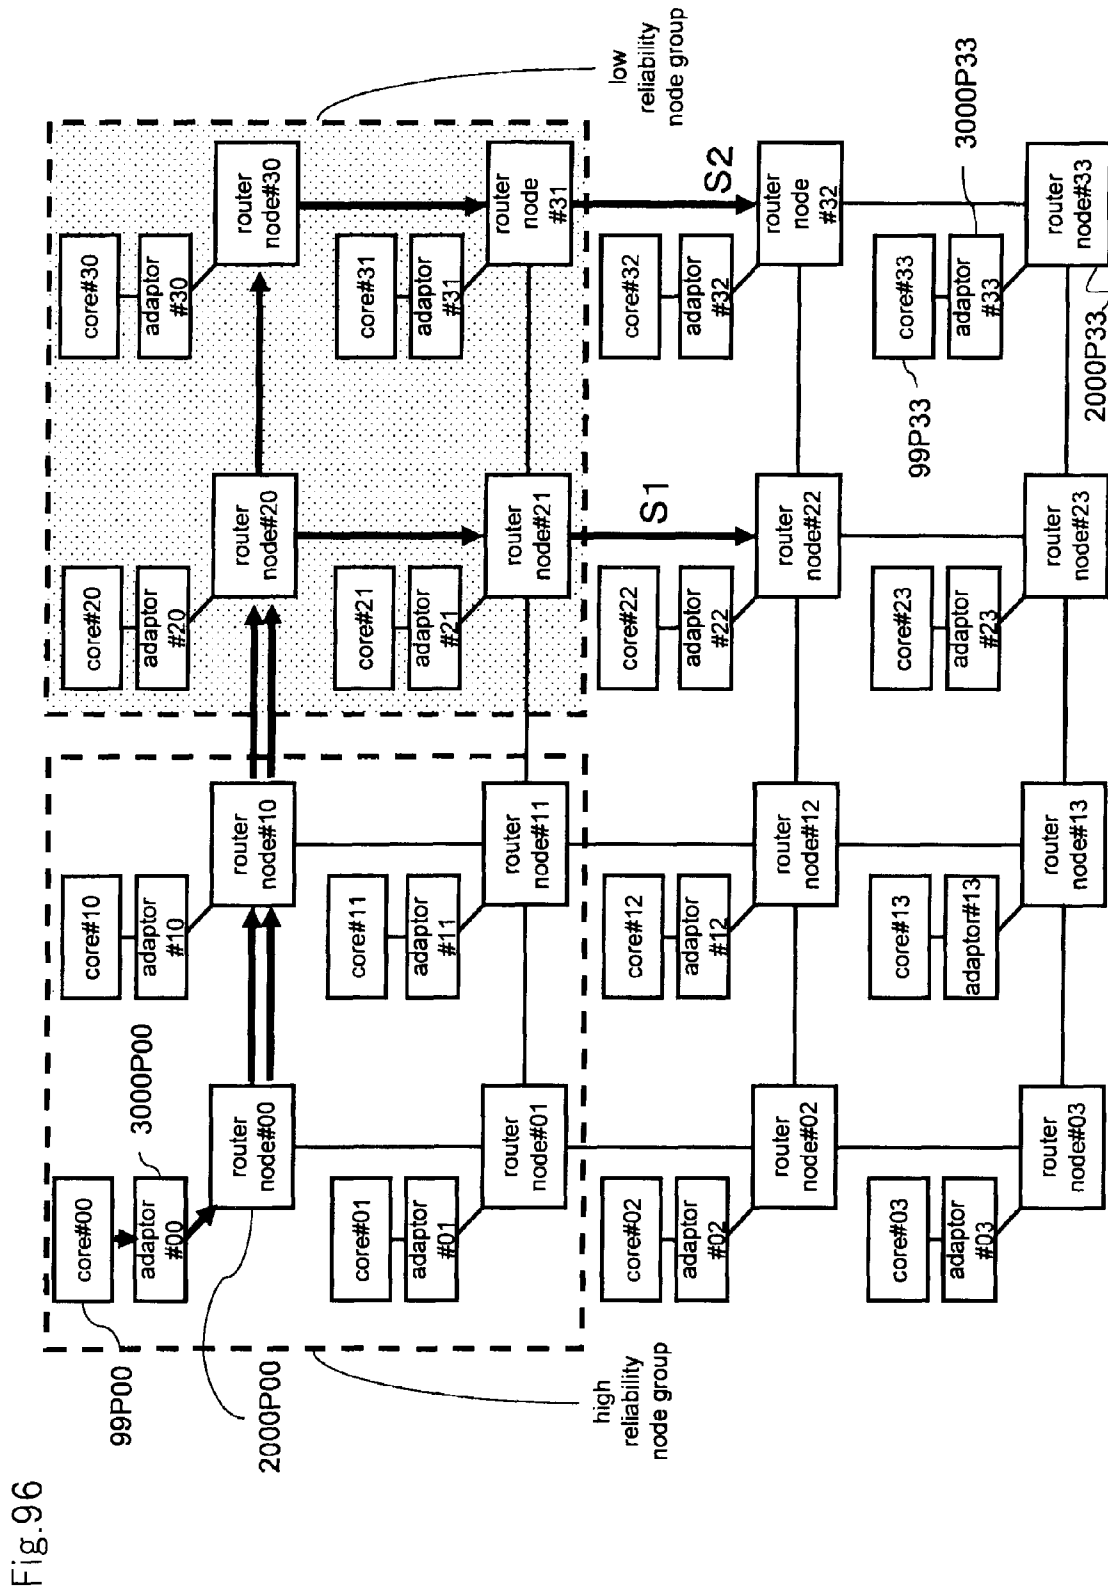 Fig.96
99P00
2000P00
3000P00
high
reliability
node group
low
reliability
node group
core#00
adaptor
#00
router
node#00
core#10
adaptor
#10
router
node#10
core#20
adaptor
#20
router
node#20
core#30
adaptor
#30
router
node#30
core#01
adaptor
#01
router
node#01
core#11
adaptor
#11
router
node#11
core#21
adaptor
#21
router
node#21
core#31
adaptor
#31
router
node
#31
S1
S2
core#02
adaptor
#02
router
node#02
core#12
adaptor
#12
router
node#12
core#22
adaptor
#22
router
node#22
core#32
adaptor
#32
router
node
#32
core#03
adaptor
#03
router
node#03
core#13
adaptor#13
router
node#13
core#23
adaptor
#23
router
node#23
core#33
adaptor
#33
router
node#33
99P33
3000P33
2000P33